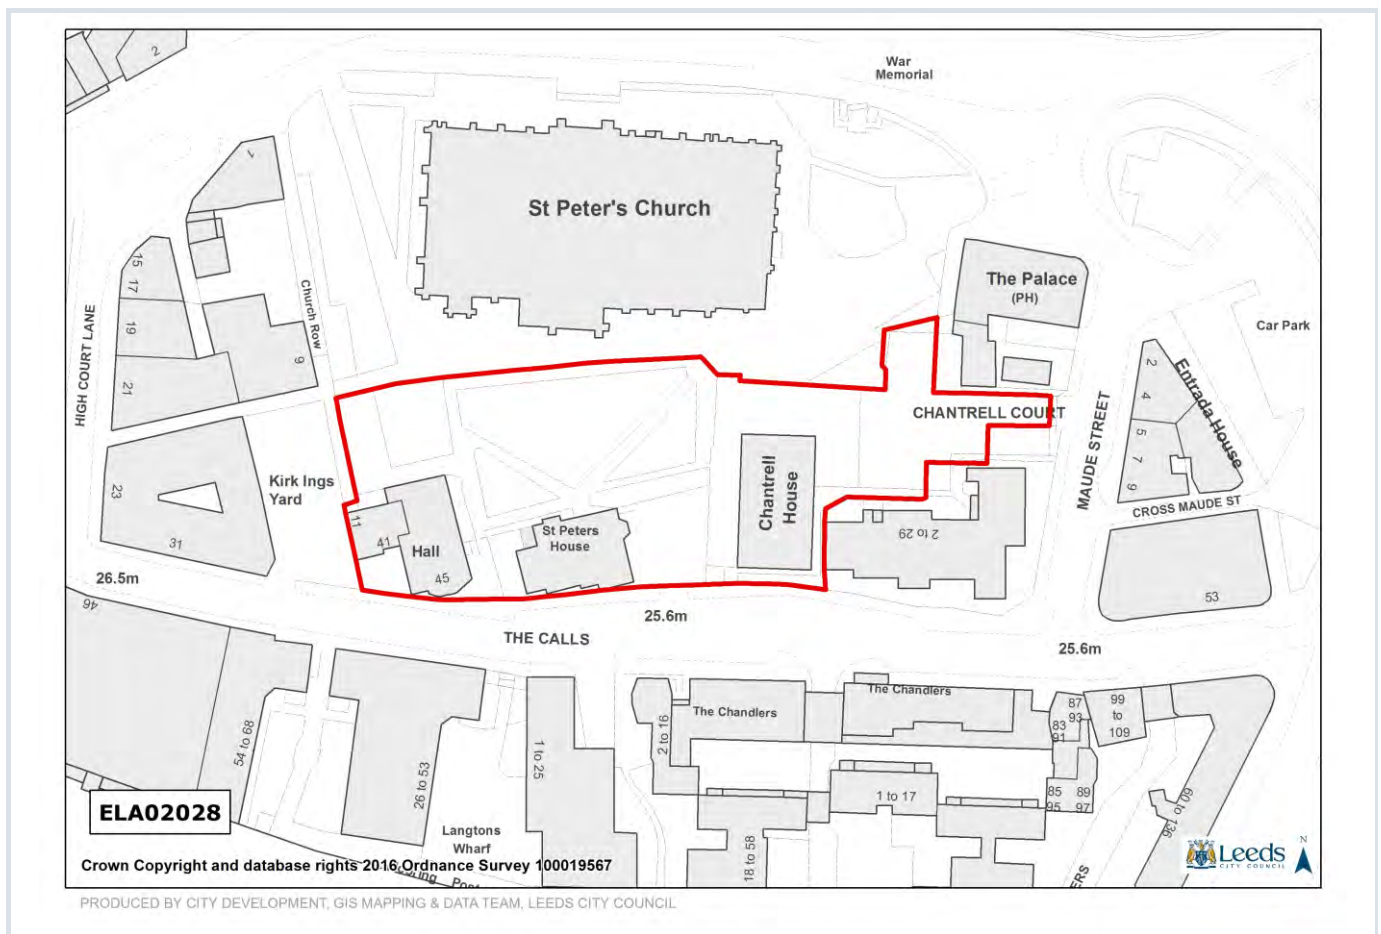 2
War
Memorial
1
St Peter's Church
15
17
19
21
HIGH COURT LANE
Church Row
9
The Palace
(PH)
Car Park
2
4
5
7
9
Entrada House
MAUDE STREET
CROSS MAUDE ST
CHANTRELL COURT
Chantrell
House
Kirk Ings
Yard
23
31
11
41
Hall
45
St Peters
House
2 to 29
53
26.5m
46
25.6m
THE CALLS
25.6m
54 to 68
26 to 53
1 to 25
2 to 16
The Chandlers
The Chandlers
87
93
83
91
99
to
109
85
89
95
97
1 to 17
18 to 58
ELA02028
Langtons
Wharf
Crown Copyright and database rights 2016 Ordnance Survey 100019567
Leeds
CITY COUNCIL
N
PRODUCED BY CITY DEVELOPMENT, GIS MAPPING & DATA TEAM, LEEDS CITY COUNCIL